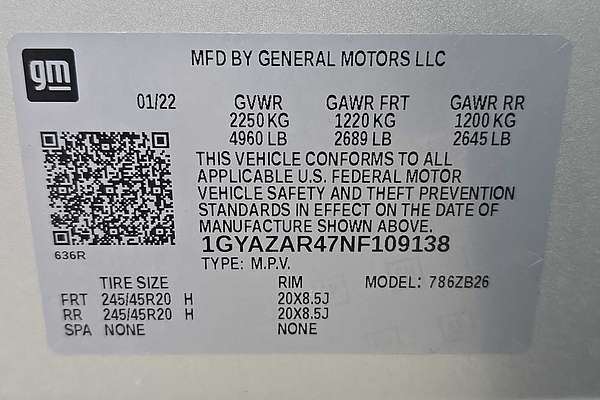 gm
MFD BY GENERAL MOTORS LLC
01/22 GVWR GAWR FRT GAWR RR
2250 KG 1220 KG 1200 KG
4960 LB 2689 LB 2645 LB
THIS VEHICLE CONFORMS TO ALL
APPLICABLE U.S. FEDERAL MOTOR
VEHICLE SAFETY AND THEFT PREVENTION
STANDARDS IN EFFECT ON THE DATE OF
MANUFACTURE SHOWN ABOVE.
1GYAZAR47NF109138
636R
TYPE: M.P.V.
TIRE SIZE RIM MODEL: 786ZB26
FRT 245/45R20 H 20X8.5J
RR 245/45R20 H 20X8.5J
SPA NONE NONE